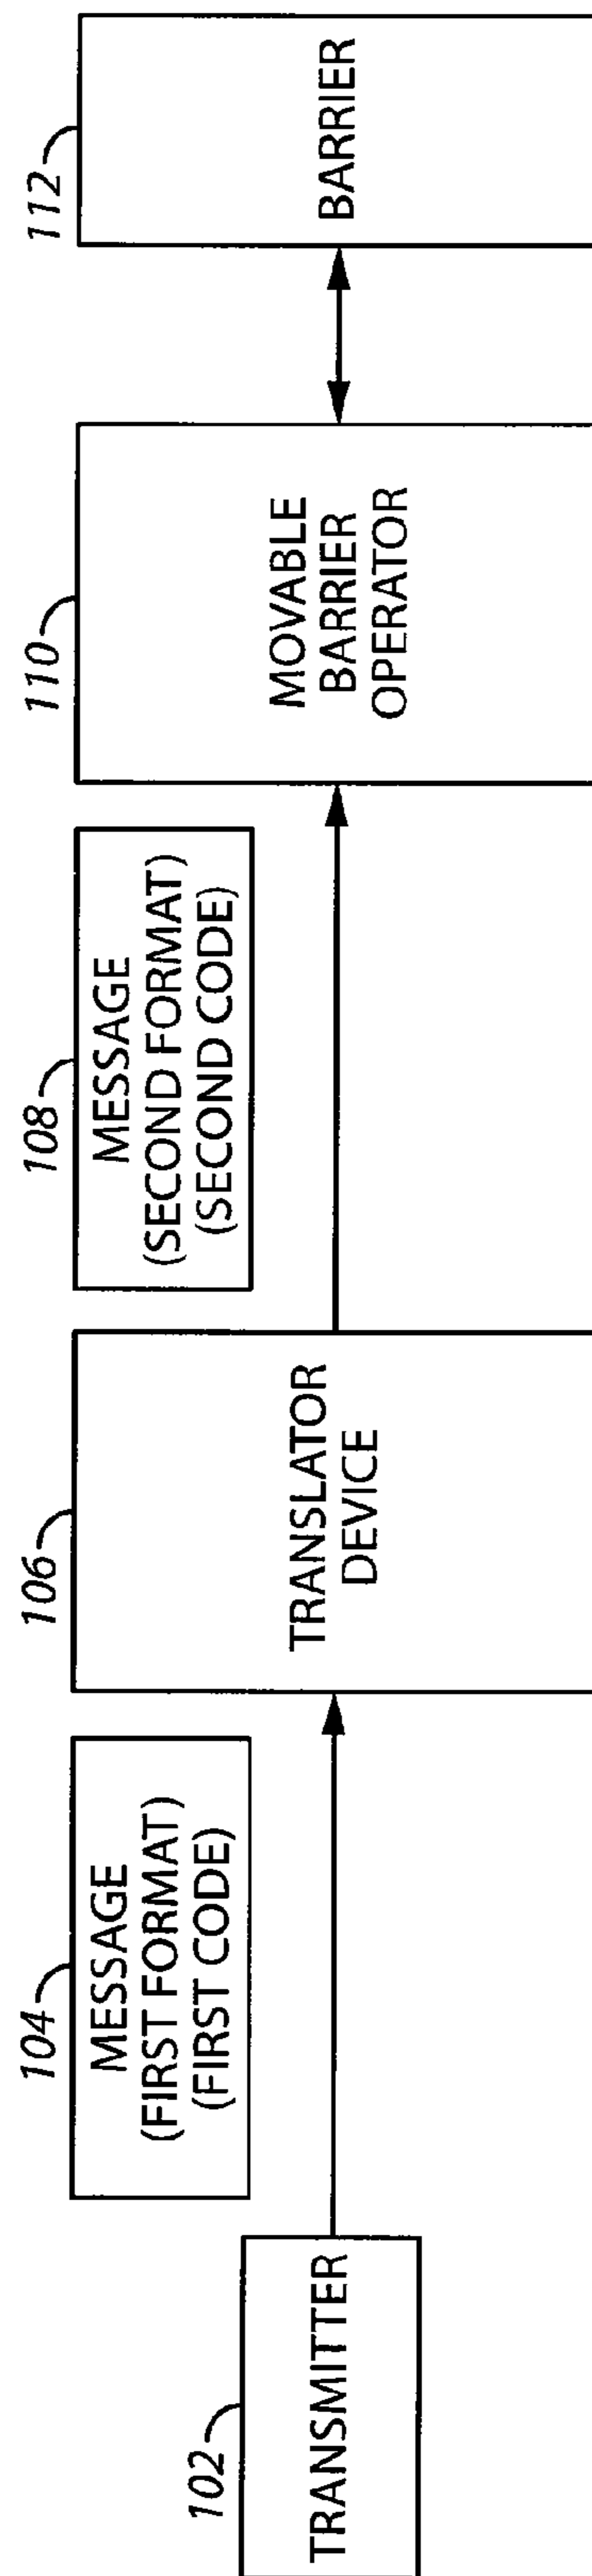 102
TRANSMITTER
104
MESSAGE
(FIRST FORMAT)
(FIRST CODE)
106
TRANSLATOR
DEVICE
108
MESSAGE
(SECOND FORMAT)
(SECOND CODE)
110
MOVABLE
BARRIER
OPERATOR
112
BARRIER